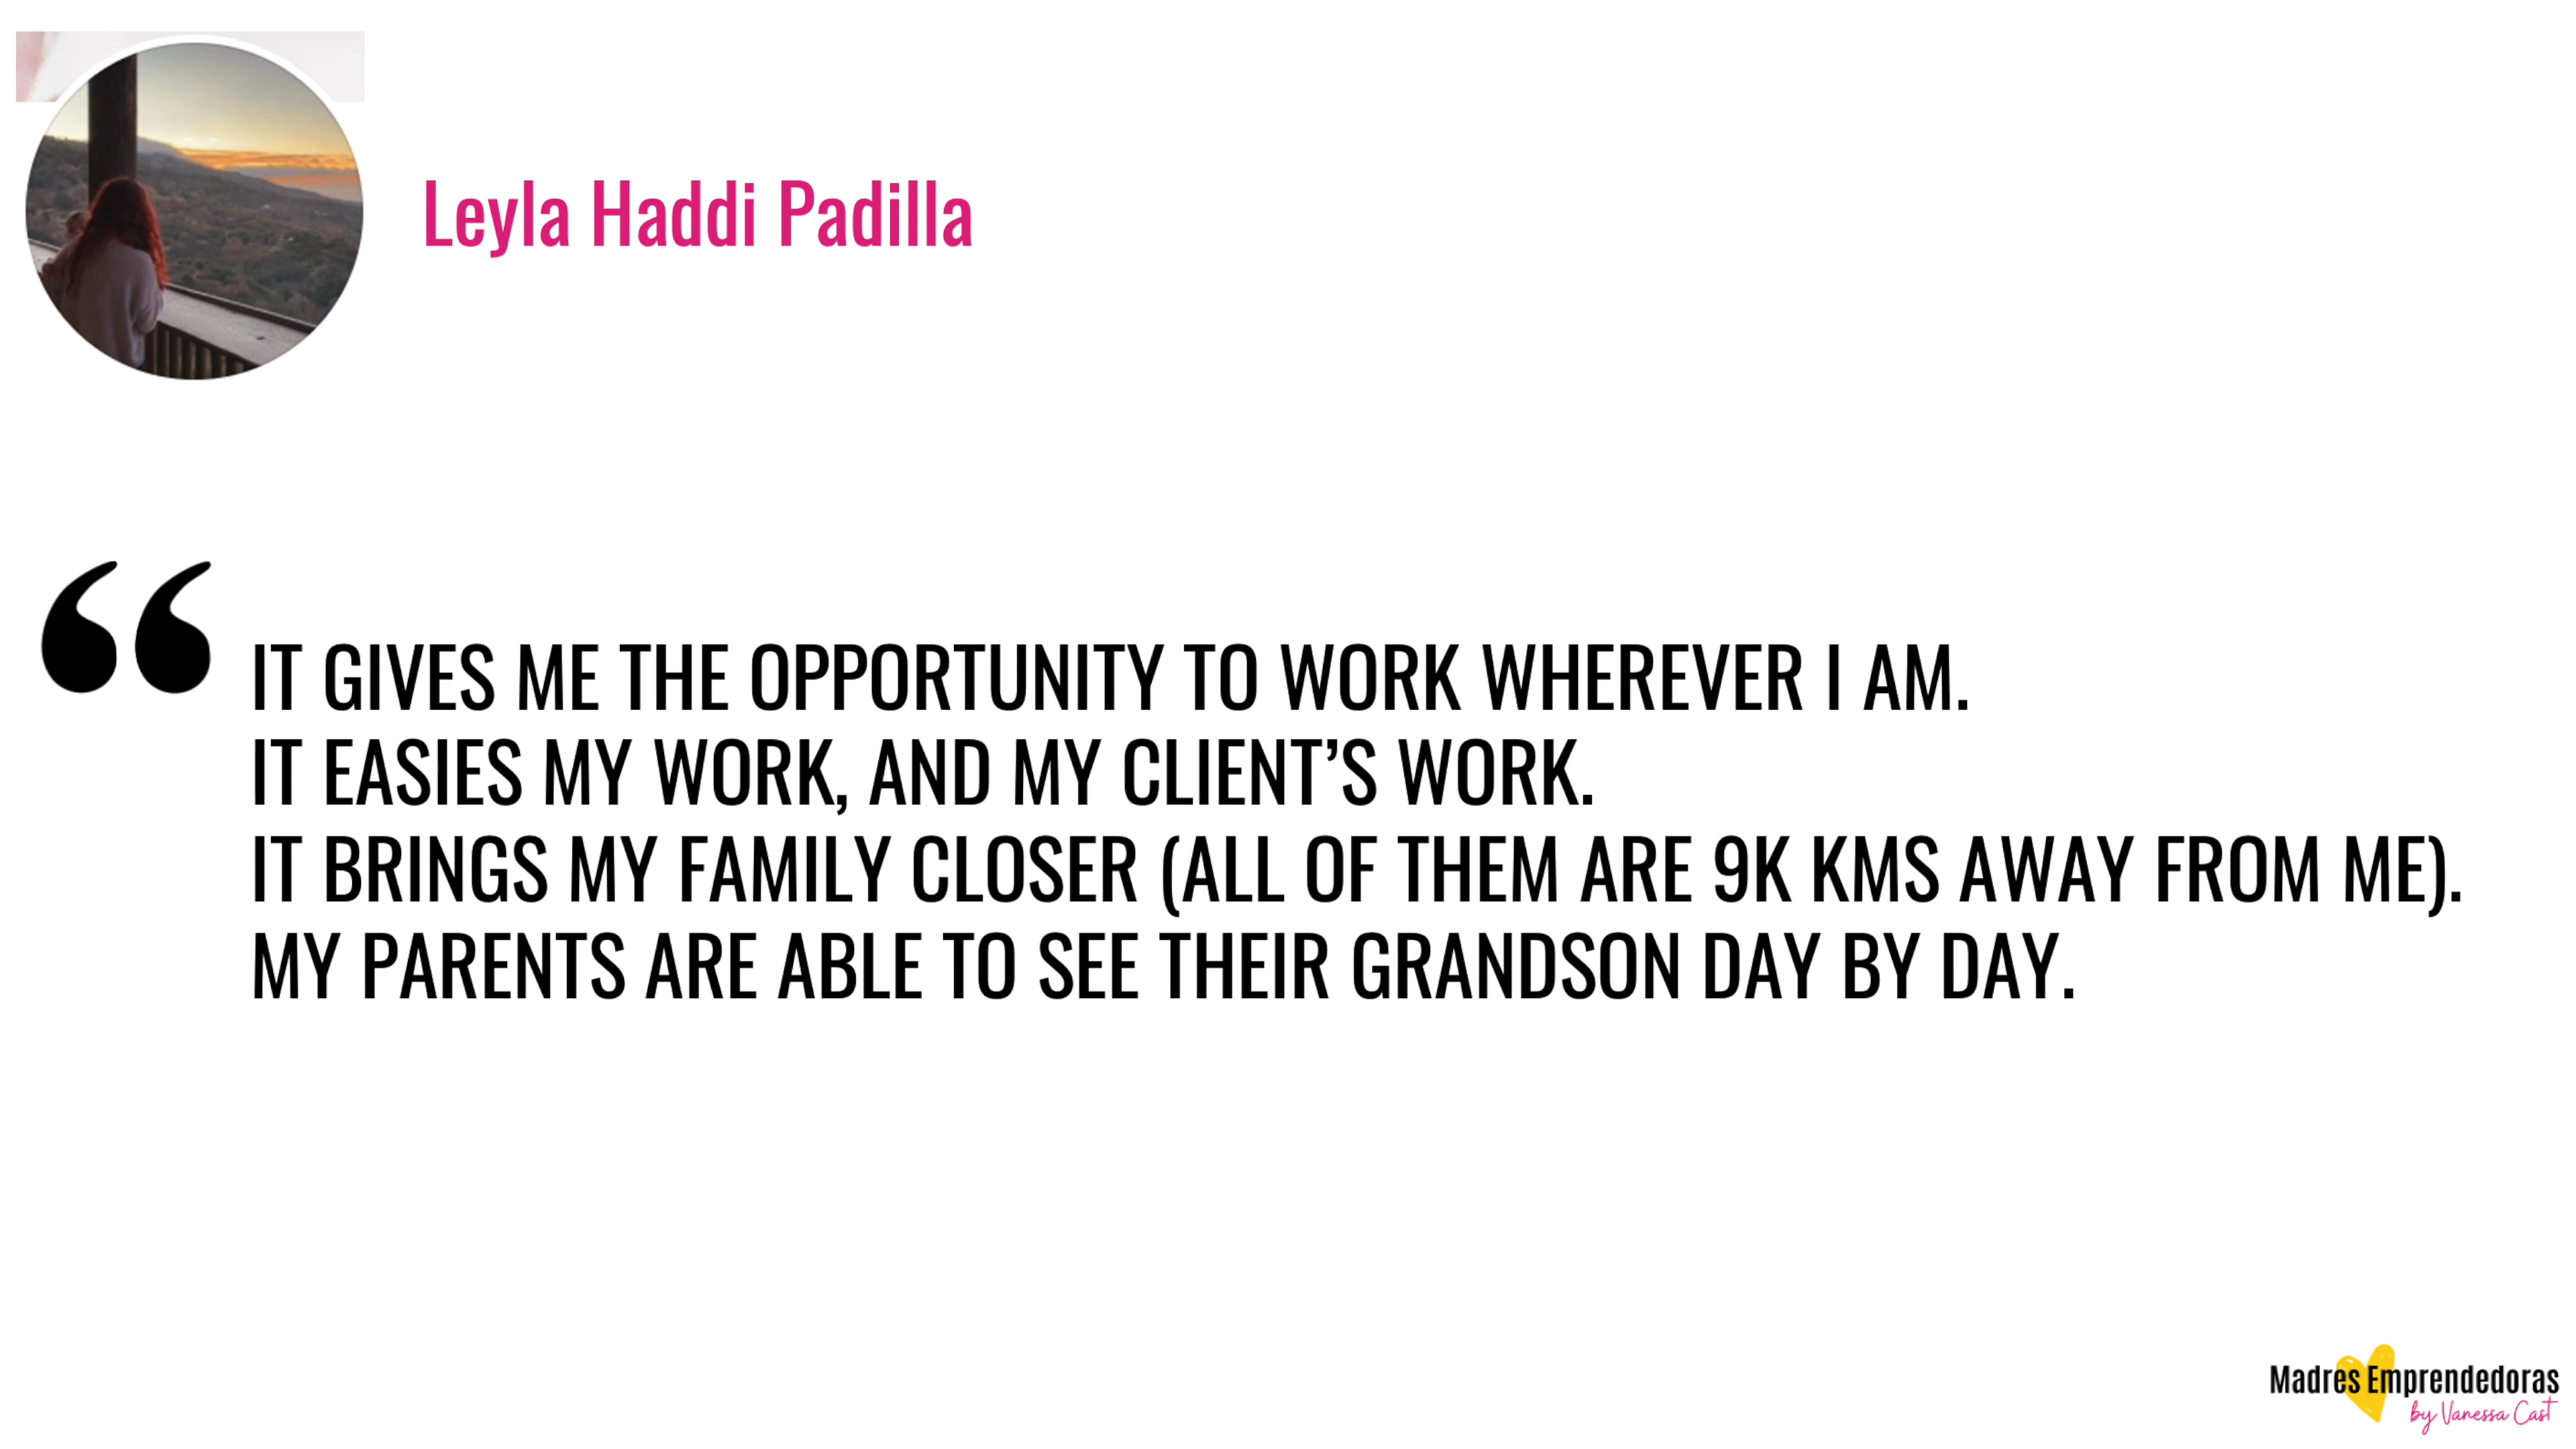 Leyla Haddi Padilla
“ IT GIVES ME THE OPPORTUNITY TO WORK WHEREVER I AM.
IT EASIES MY WORK, AND MY CLIENT’S WORK.
IT BRINGS MY FAMILY CLOSER (ALL OF THEM ARE 9K KMS AWAY FROM ME).
MY PARENTS ARE ABLE TO SEE THEIR GRANDSON DAY BY DAY.
Madres Emprendedoras
by Vanessa Cast